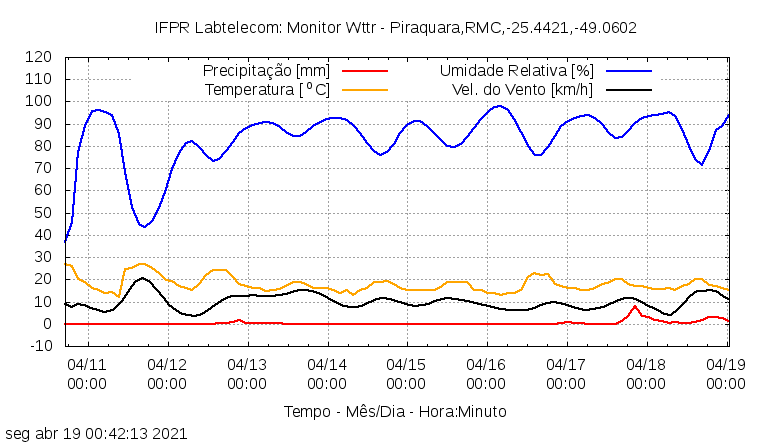 IFPR Labtelecom: Monitor Wttr - Piraquara,RMC,-25.4421,-49.0602
120
110
100
90
80
70
60
50
40
30
20
10
0
-10
Precipitação [mm]
Temperatura [⁰C]
Umidade Relativa [%]
Vel. do Vento [km/h]
04/11 04/12 04/13 04/14 04/15 04/16 04/17 04/18 04/19
00:00 00:00 00:00 00:00 00:00 00:00 00:00 00:00 00:00
Tempo - Mês/Dia - Hora:Minuto
seg abr 19 00:42:13 2021